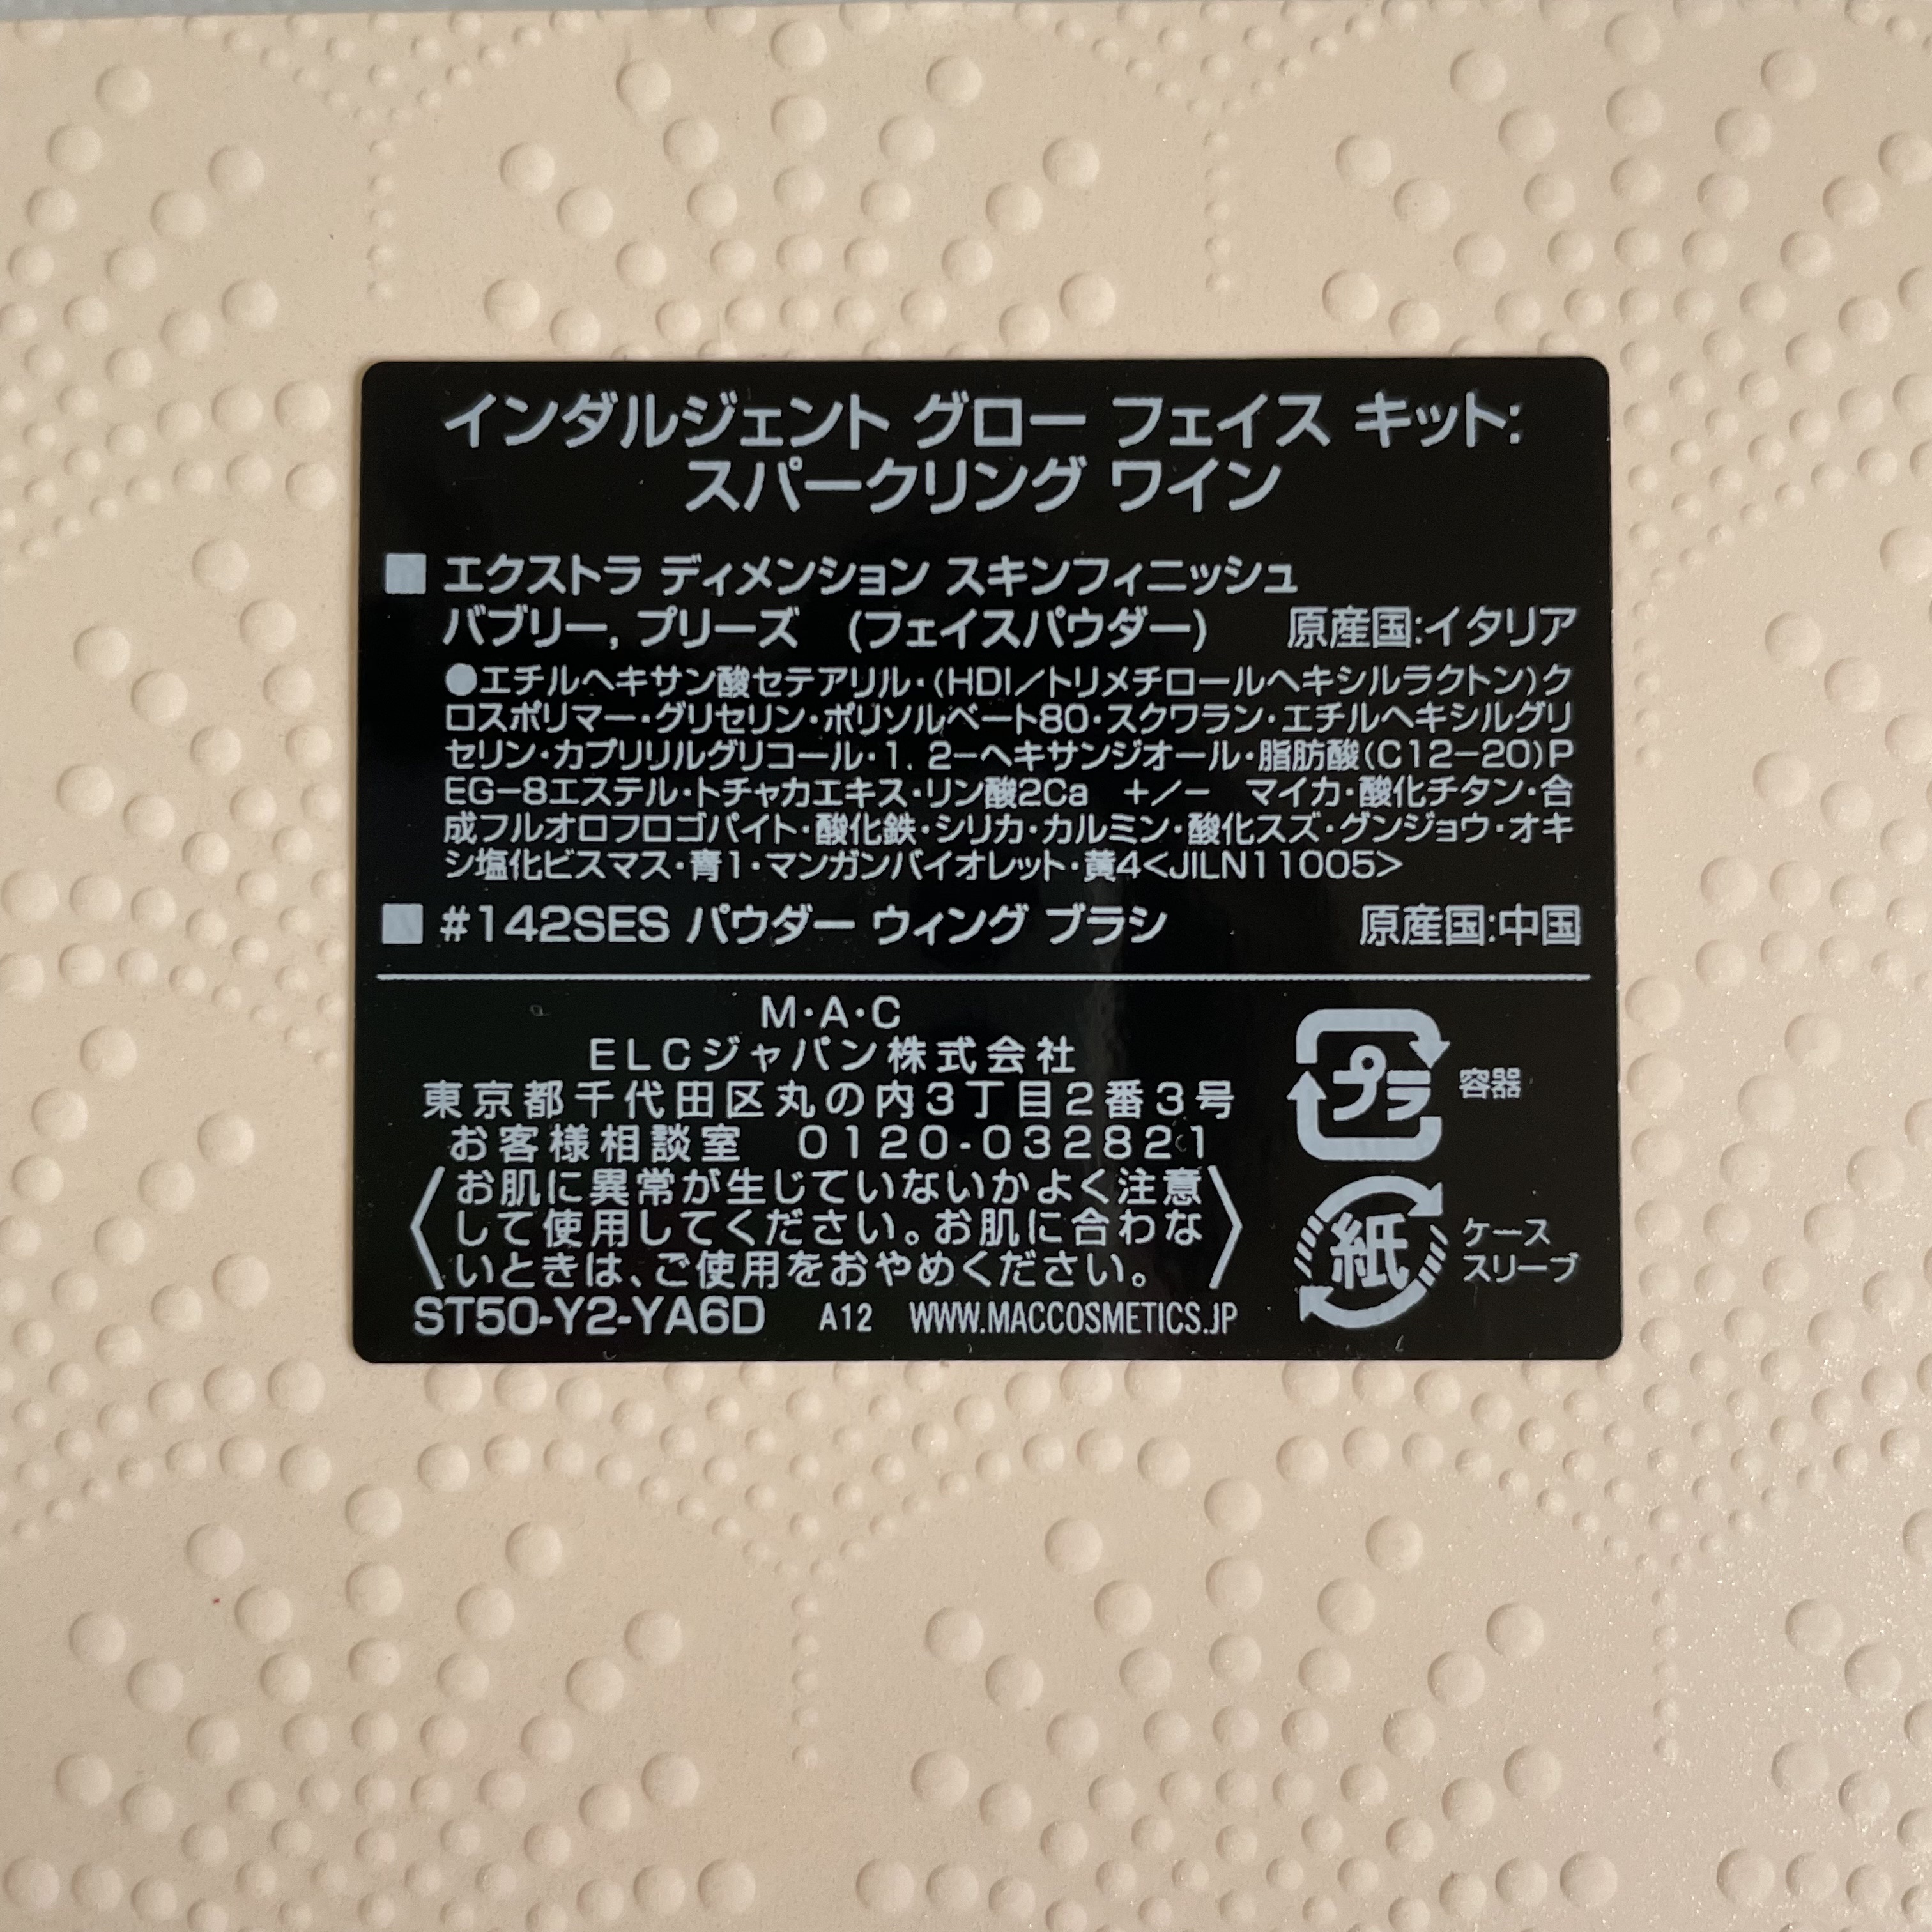 インダルジェント グロー フェイス キット:
スパークリング ワイン
■ エクストラ ディメンション スキンフィニッシュ
バブリー, プリーズ (フェイスパウダー) 原産国:イタリア
●エチルヘキサン酸セテアリル・(HDI/トリメチロールヘキシルラクトン)ク
ロスポリマー・グリセリン・ポリソルベート80・スクワラン・エチルヘキシルグリ
セリン・カプリリルグリコール・1, 2-ヘキサンジオール・脂肪酸(C12-20)P
EG-8エステル・トチャカエキス・リン酸2Ca +/- マイカ・酸化チタン・合
成フルオロフロゴパイト・酸化鉄・シリカ・カルミン・酸化スズ・グンジョウ・オキ
シ塩化ビスマス・青1・マンガンバイオレット・黄4<JILN11005>
■ #142SES パウダー ウィング ブラシ 原産国:中国
M・A・C
ELCジャパン株式会社
東京都千代田区丸の内3丁目2番3号
お客様相談室 0120-032821
〈お肌に異常が生じていないかよく注意
して使用してください。お肌に合わな
いときは、ご使用をおやめください。〉
ST50-Y2-YA6D A12 WWW.MACCOSMETICS.JP
プラ 容器
紙 ケース
スリーブ